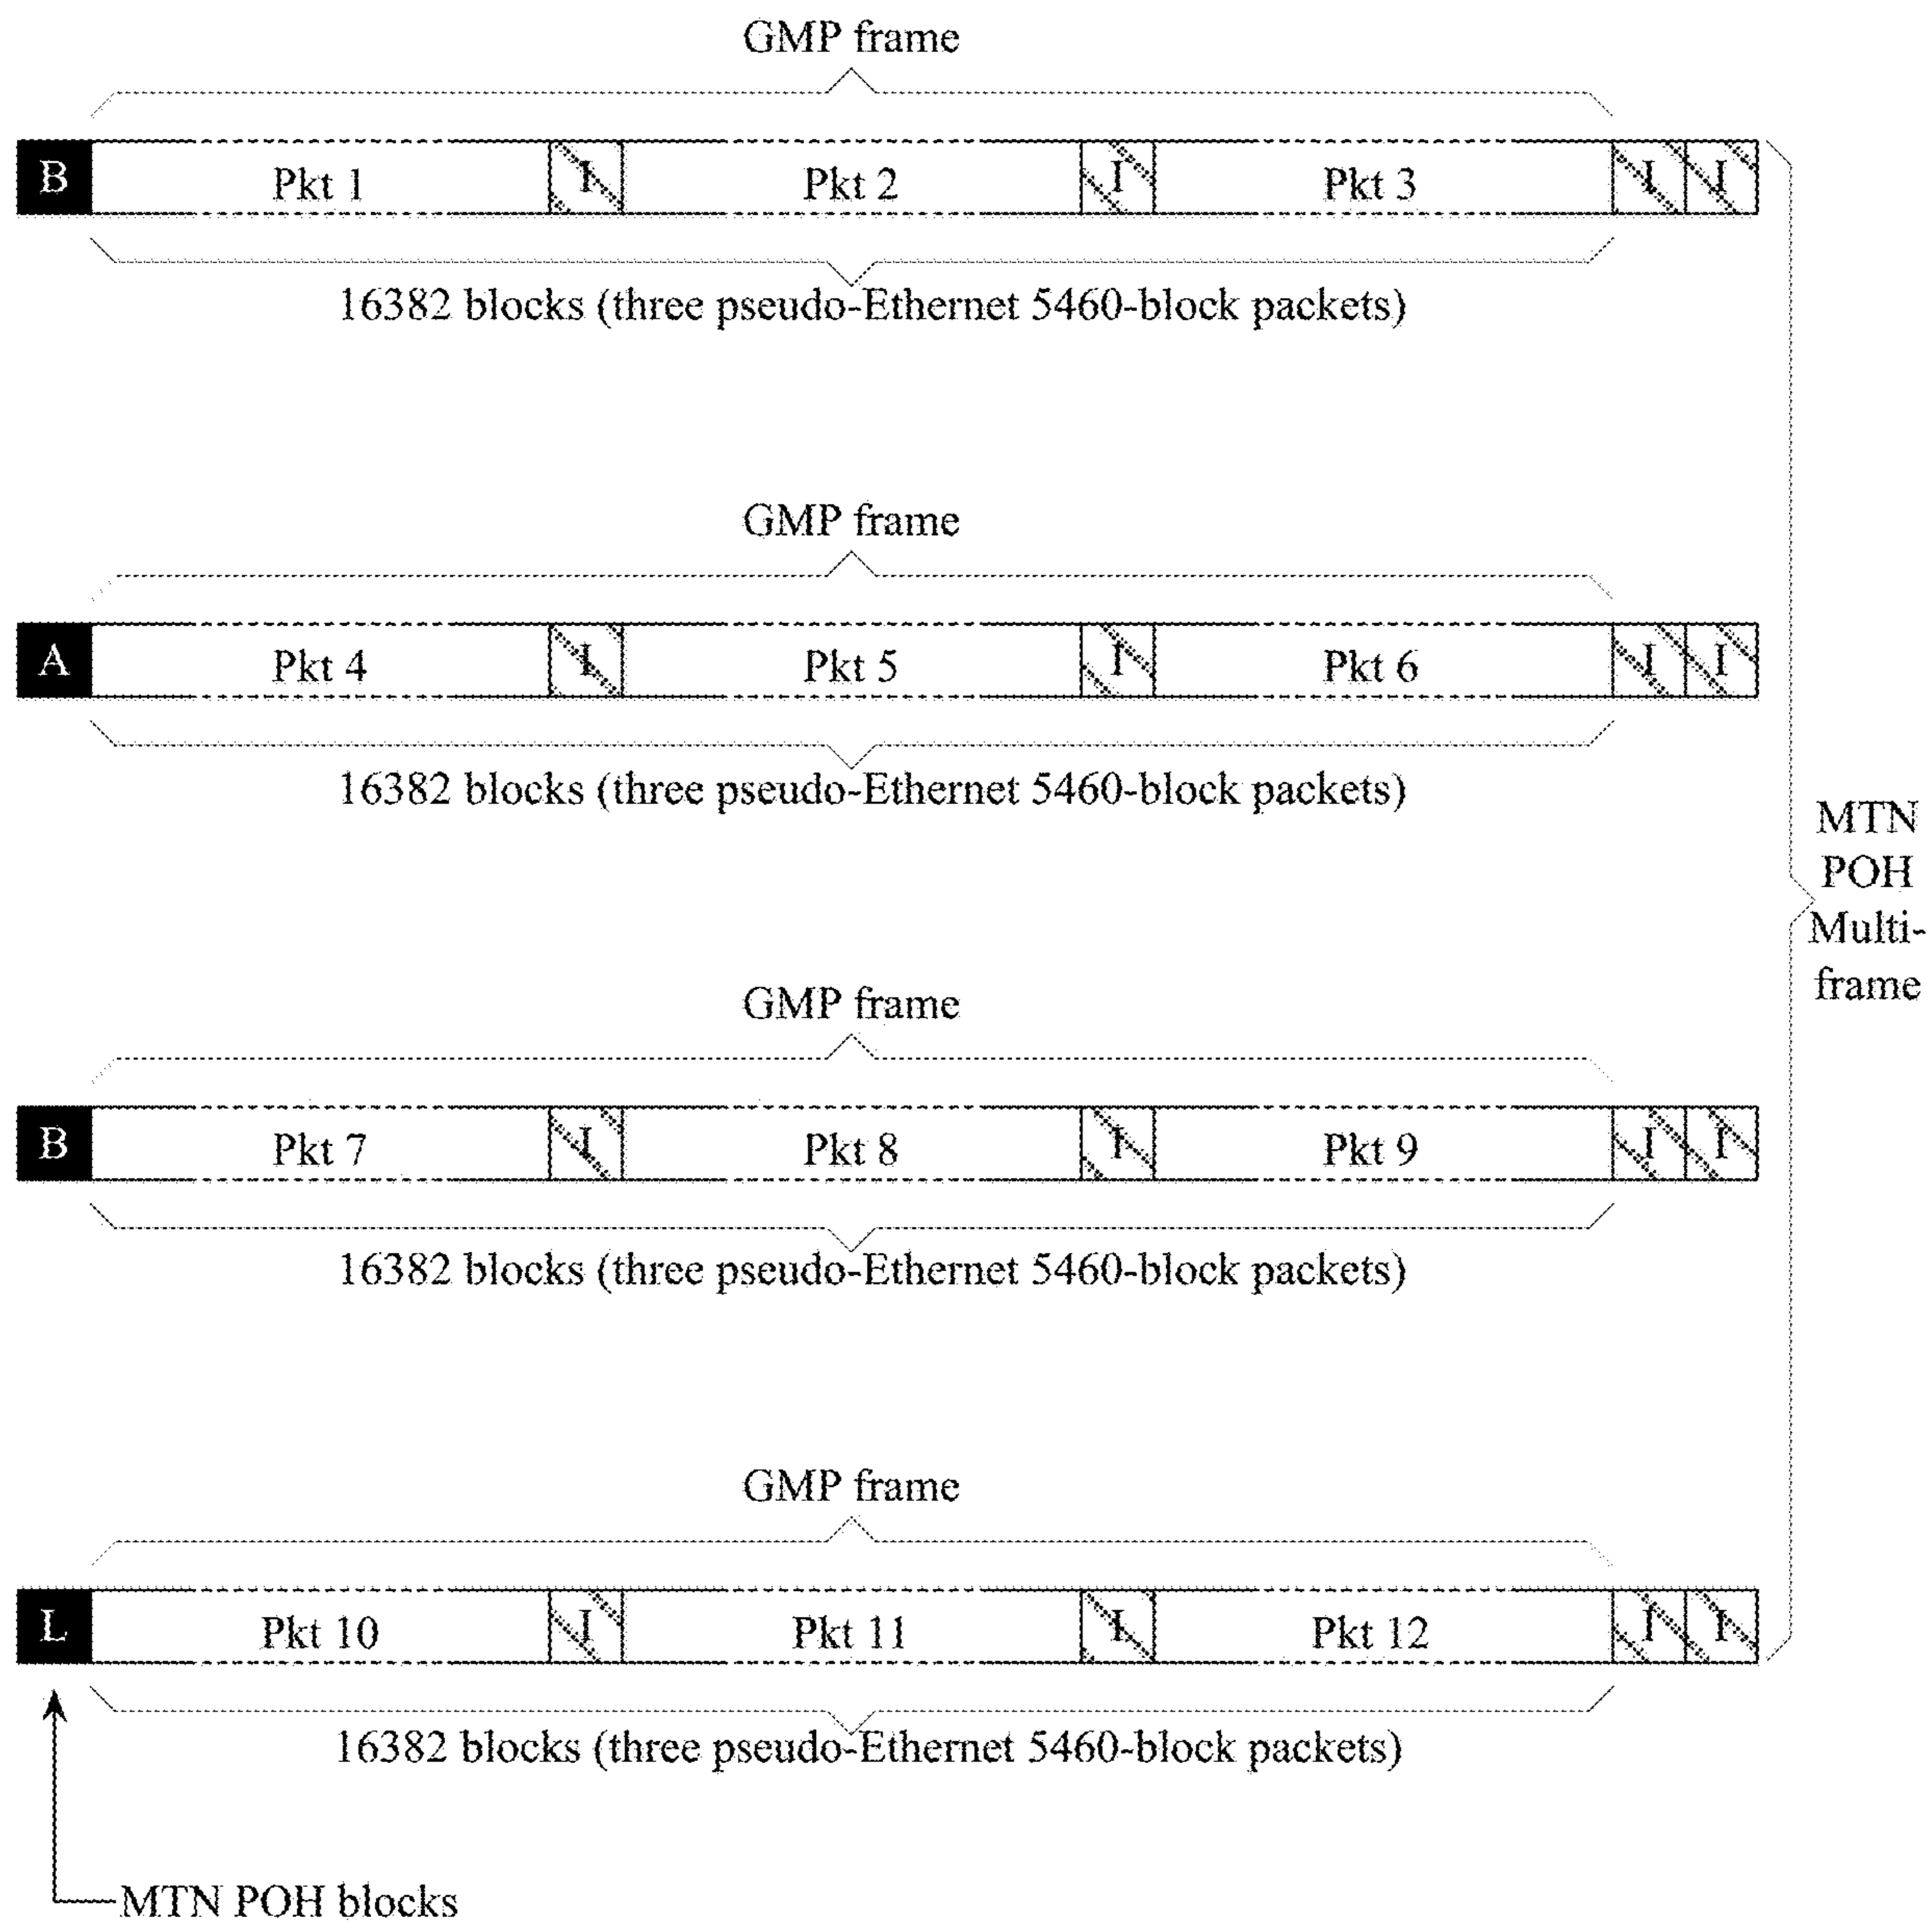 GMP frame
B Pkt 1 I Pkt 2 I Pkt 3 I I
16382 blocks (three pseudo-Ethernet 5460-block packets)
GMP frame
A Pkt 4 I Pkt 5 I Pkt 6 I I
16382 blocks (three pseudo-Ethernet 5460-block packets)
MTN
POH
Multi-
frame
GMP frame
B Pkt 7 I Pkt 8 I Pkt 9 I I
16382 blocks (three pseudo-Ethernet 5460-block packets)
GMP frame
L Pkt 10 I Pkt 11 I Pkt 12 I I
16382 blocks (three pseudo-Ethernet 5460-block packets)
MTN POH blocks